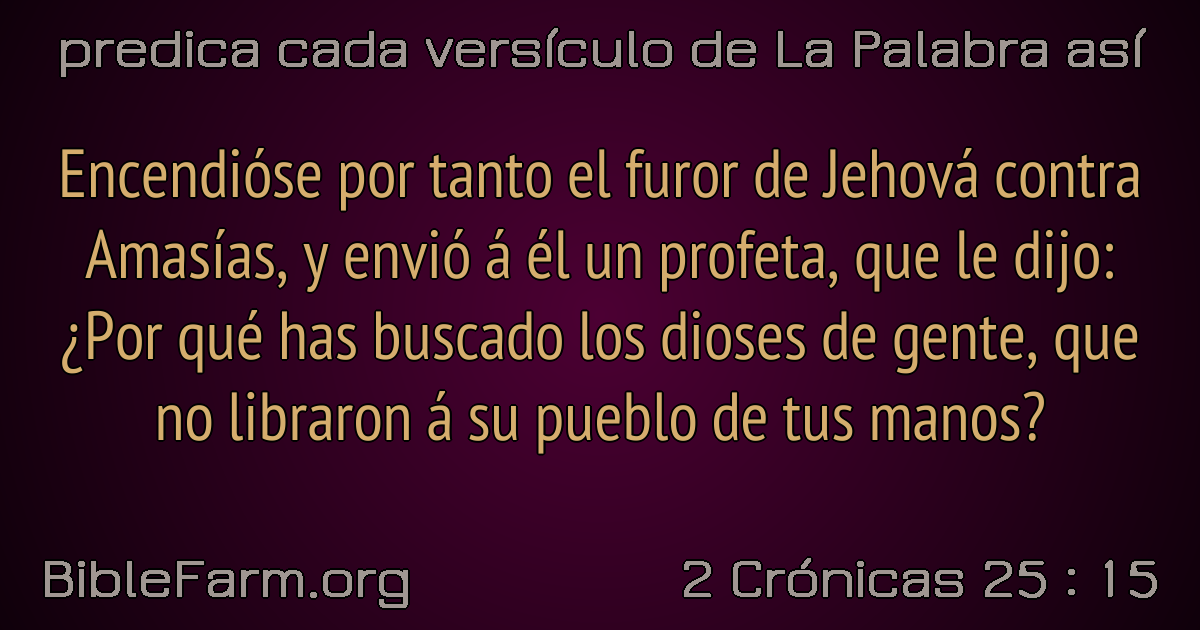 predica cada versículo de La Palabra así
Encendióse por tanto el furor de Jehová contra
Amasías, y envió á él un profeta, que le dijo:
¿Por qué has buscado los dioses de gente, que
no libraron á su pueblo de tus manos?
BibleFarm.org
2 Crónicas 25 : 15